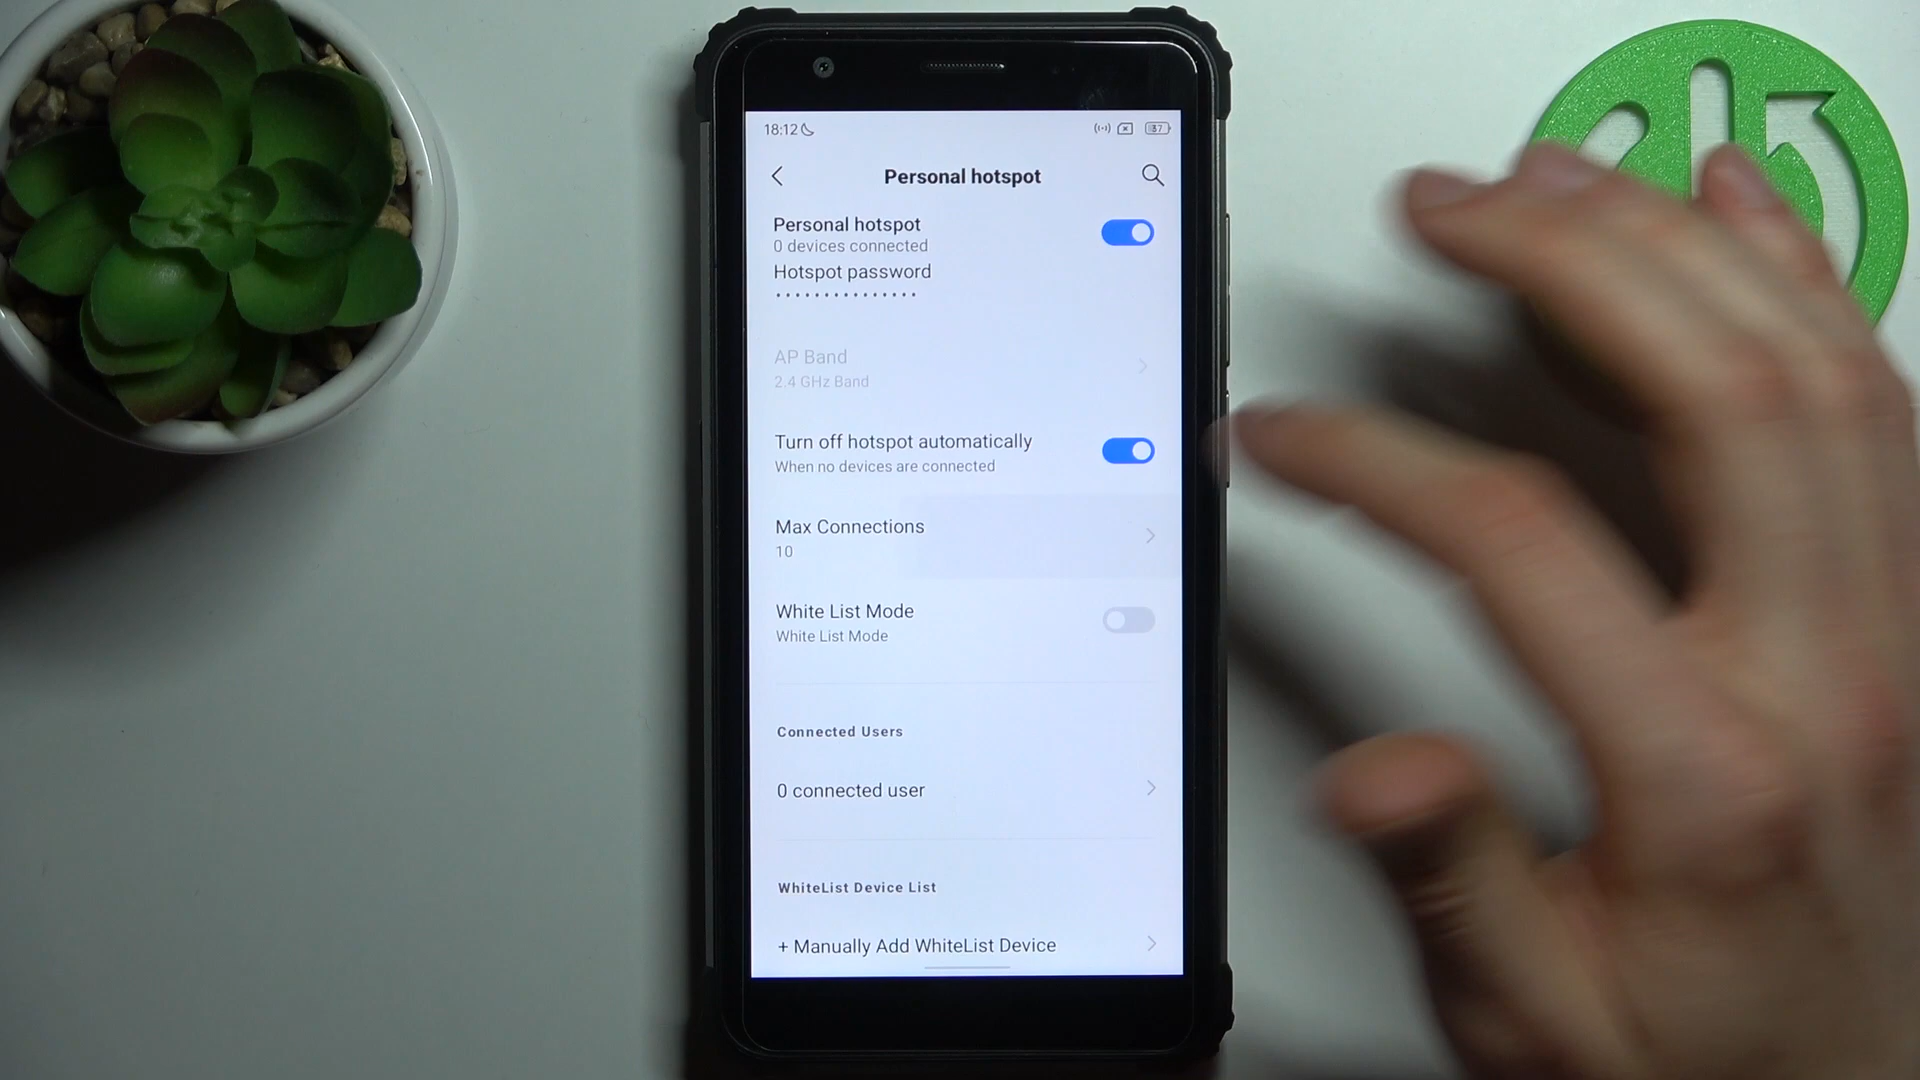 18:12
37
Personal hotspot
Personal hotspot
0 devices connected
Hotspot password
•••••••••••••••
AP Band
2.4 GHz Band
Turn off hotspot automatically
When no devices are connected
Max Connections
10
White List Mode
White List Mode
Connected Users
0 connected user
WhiteList Device List
+ Manually Add WhiteList Device